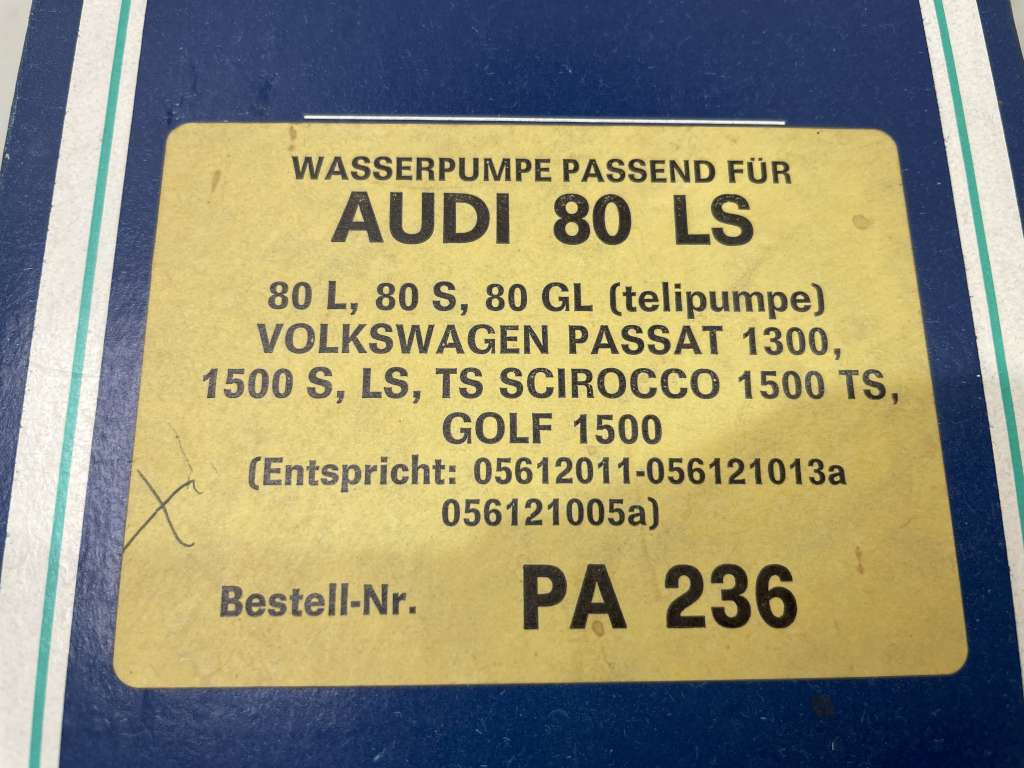 WASSERPUMPE PASSEND FÜR
AUDI 80 LS
80 L, 80 S, 80 GL (telipumpe)
VOLKSWAGEN PASSAT 1300,
1500 S, LS, TS SCIROCCO 1500 TS,
GOLF 1500
(Entspricht: 05612011-056121013a
056121005a)
Bestell-Nr. PA 236